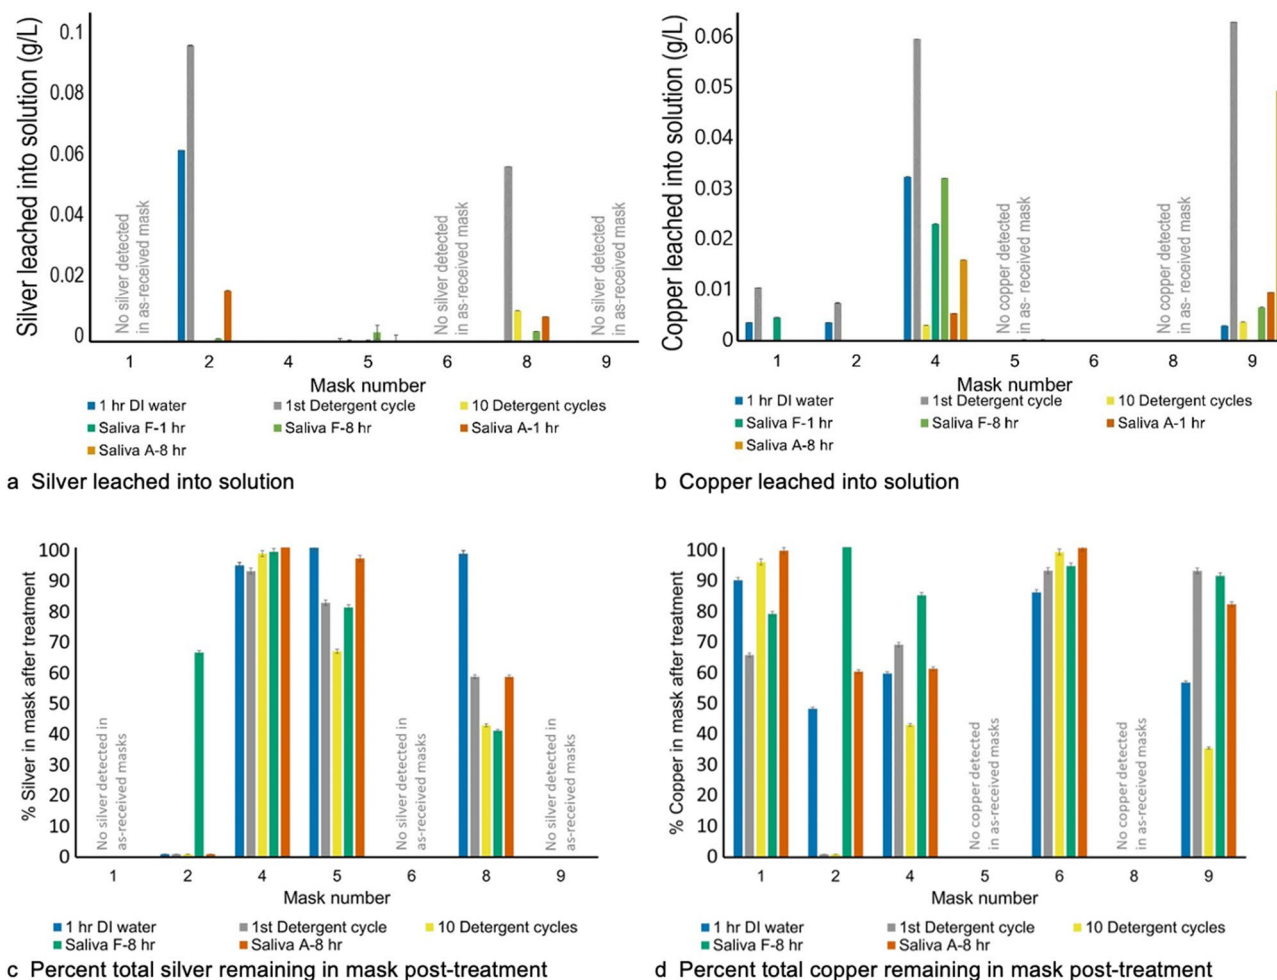 Silver leached into solution (g/L)
0.1
0.08
0.06
0.04
0.02
0
No silver detected
in as-received mask
No silver detected
in as-received mask
No silver detected
in as-received mask
1 2 4 5 6 8 9
Mask number
1 hr DI water 1st Detergent cycle 10 Detergent cycles
Saliva F-1 hr Saliva F-8 hr Saliva A-1 hr
Saliva A-8 hr
a Silver leached into solution
Copper leached into solution (g/L)
0.06
0.05
0.04
0.03
0.02
0.01
0
No copper detected
in as- received mask
No copper detected
in as- received mask
1 2 4 5 6 8 9
Mask number
1 hr DI water 1st Detergent cycle 10 Detergent cycles
Saliva F-1 hr Saliva F-8 hr Saliva A-1 hr
Saliva A-8 hr
b Copper leached into solution
% Silver in mask after treatment
100
90
80
70
60
50
40
30
20
10
0
No silver detected in
as-received masks
No silver detected in
as-received masks
No silver detected in
as-received masks
1 2 4 5 6 8 9
Mask number
1 hr DI water 1st Detergent cycle 10 Detergent cycles
Saliva F-8 hr Saliva A-8 hr
c Percent total silver remaining in mask post-treatment
% Copper in mask after treatment
100
90
80
70
60
50
40
30
20
10
0
No copper detected
in as-received masks
No copper detected
in as-received masks
1 2 4 5 6 8 9
Mask number
1 hr DI water 1st Detergent cycle 10 Detergent cycles
Saliva F-8 hr Saliva A-8 hr
d Percent total copper remaining in mask post-treatment